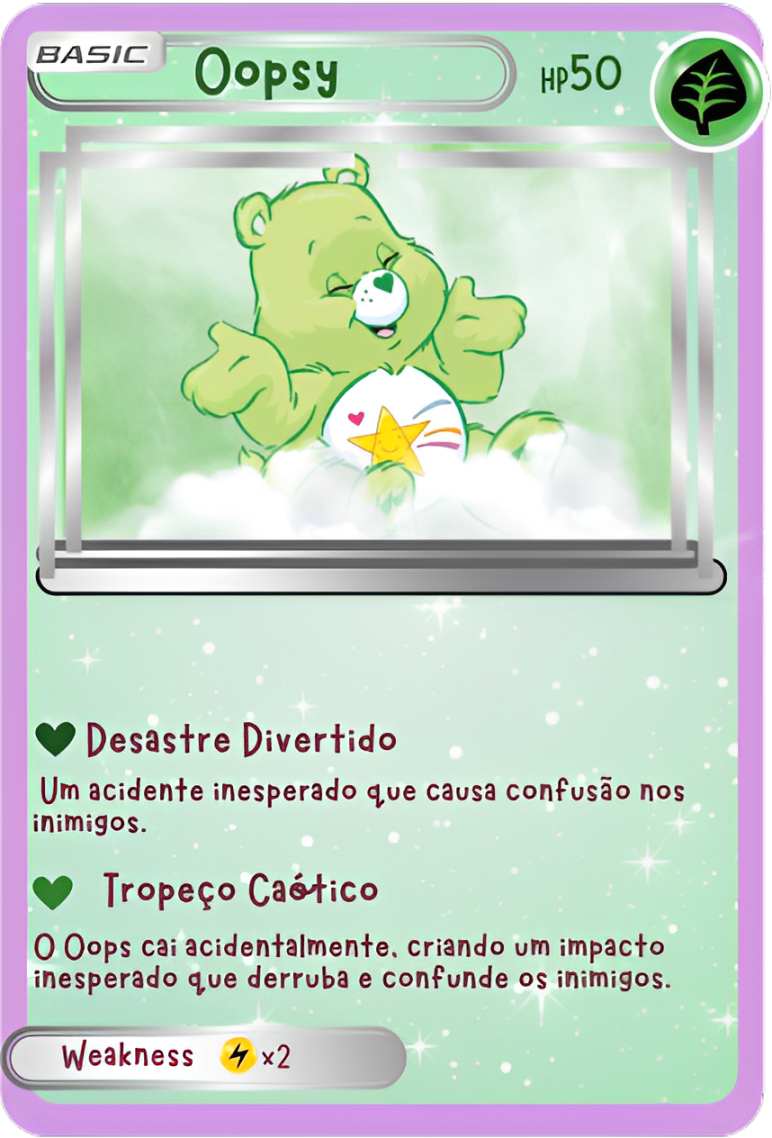 BASIC
Oopsy
HP50
Desastre Divertido
Um acidente inesperado que causa confusão nos
inimigos.
Tropeço Caótico
O Oops cai acidentalmente, criando um impacto
inesperado que derruba e confunde os inimigos.
Weakness x2